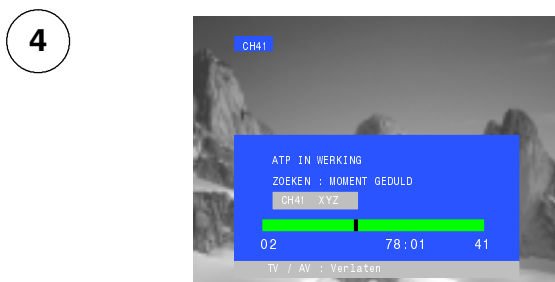 4
CH41
ATP IN WERKING
ZOEKEN : MOMENT GEDULD
CH41 XYZ
02 78:01 41
TV / AV : Verlaten